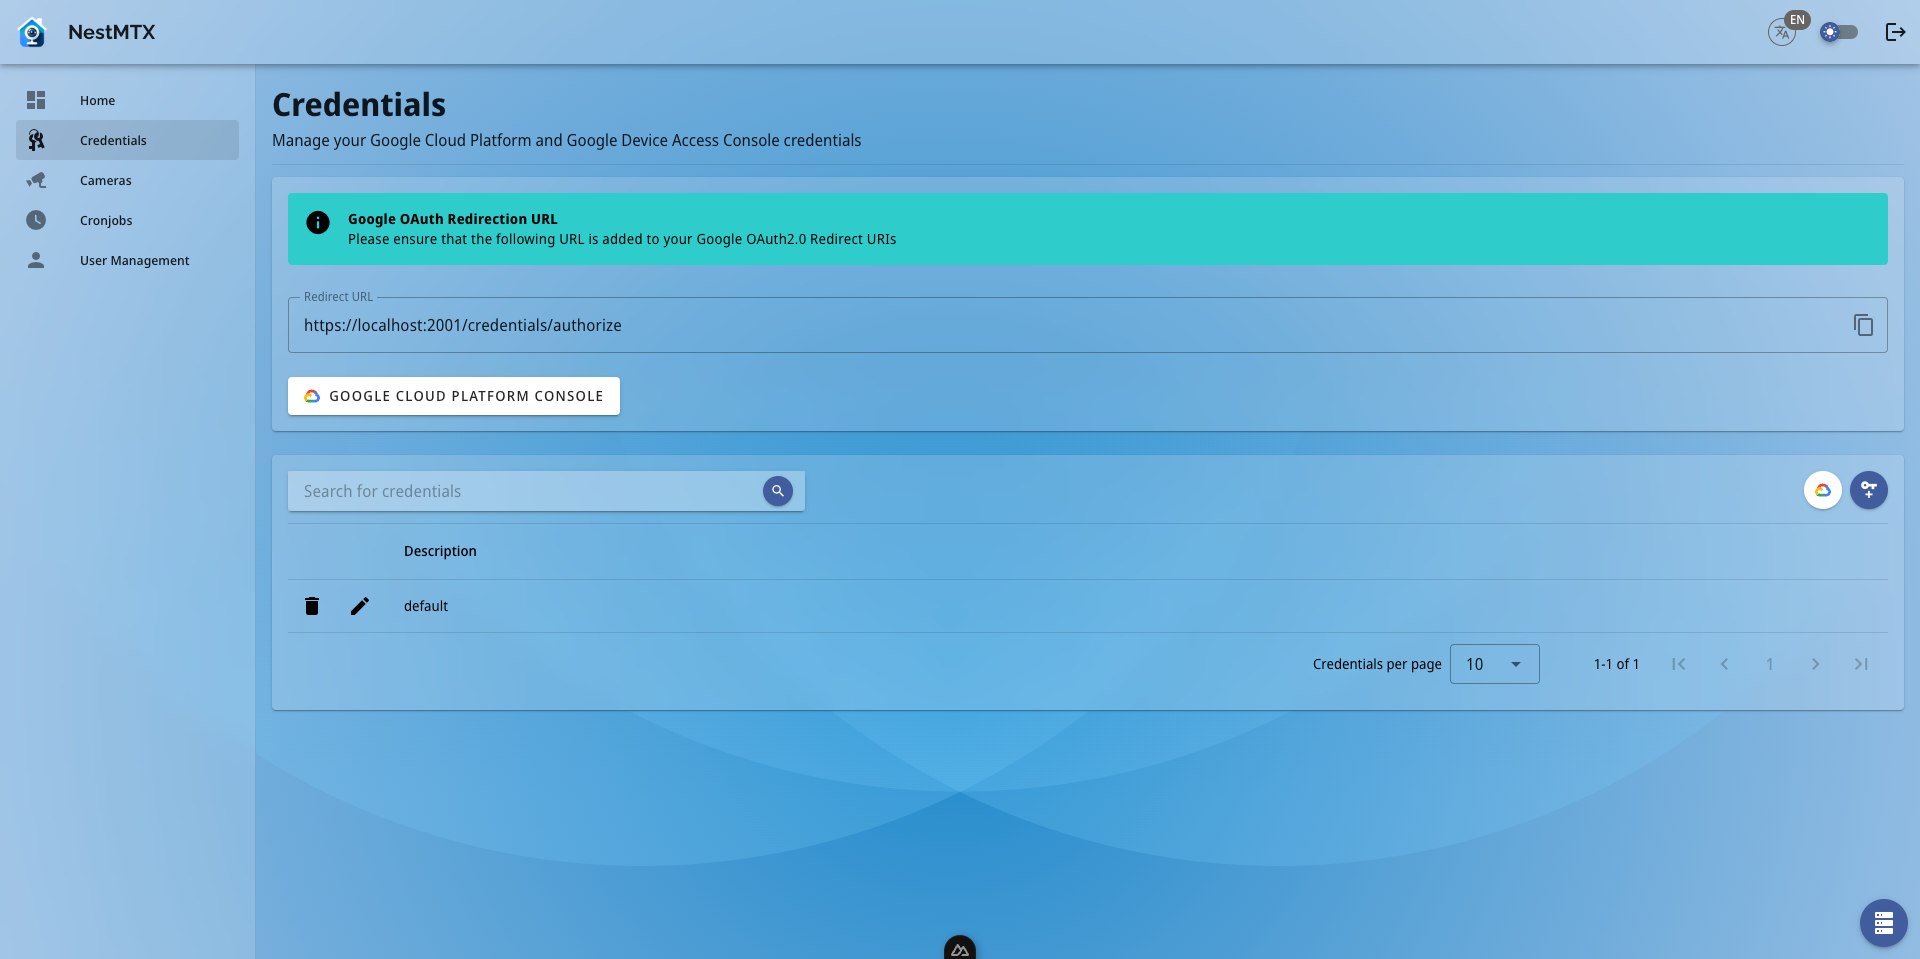 NestMTX
EN
Home
Credentials
Cameras
Cronjobs
User Management
Credentials
Manage your Google Cloud Platform and Google Device Access Console credentials
Google OAuth Redirection URL
Please ensure that the following URL is added to your Google OAuth2.0 Redirect URIs
Redirect URL
https://localhost:2001/credentials/authorize
GOOGLE CLOUD PLATFORM CONSOLE
Search for credentials
Description
default
Credentials per page
10
1-1 of 1
1